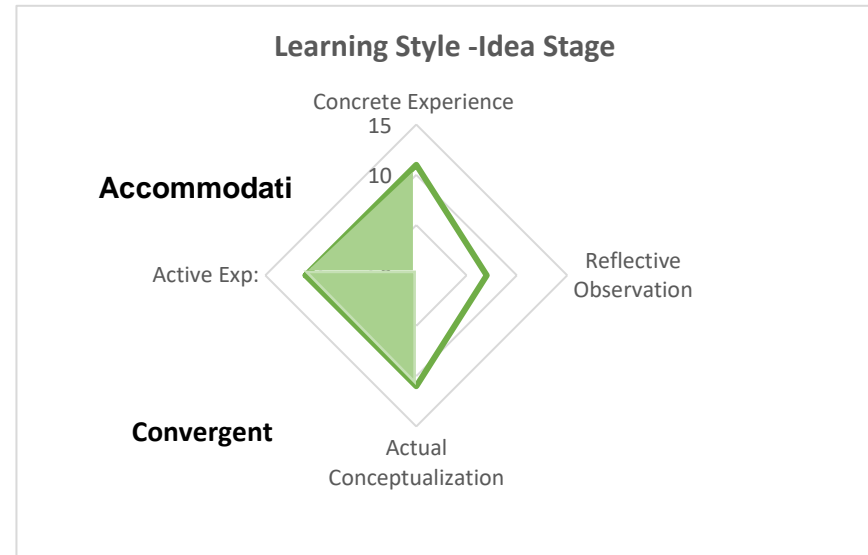 Learning Style -Idea Stage
Concrete Experience
15
10
Accommodati
Active Exp:
Reflective
Observation
Convergent
Actual
Conceptualization